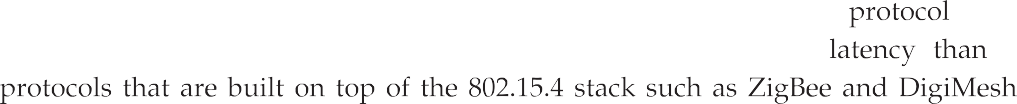 protocol
latency than
protocols that are built on top of the 802.15.4 stack such as ZigBee and DigiMesh